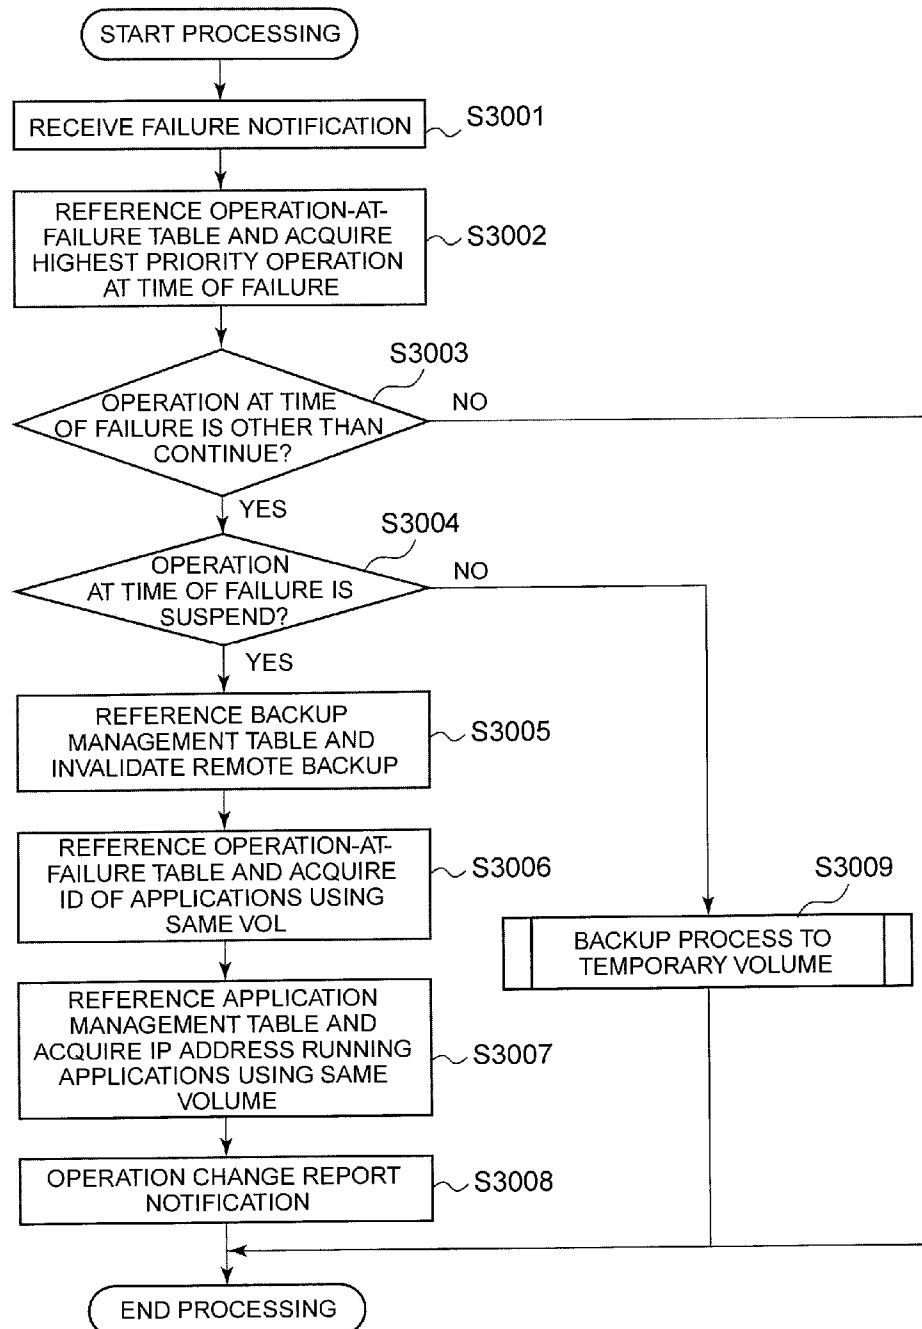 START PROCESSING
RECEIVE FAILURE NOTIFICATION
S3001
REFERENCE OPERATION-AT-
FAILURE TABLE AND ACQUIRE
HIGHEST PRIORITY OPERATION
AT TIME OF FAILURE
S3002
S3003
OPERATION AT TIME
OF FAILURE IS OTHER THAN
CONTINUE?
NO
YES
S3004
OPERATION
AT TIME OF FAILURE IS
SUSPEND?
NO
YES
REFERENCE BACKUP
MANAGEMENT TABLE AND
INVALIDATE REMOTE BACKUP
S3005
REFERENCE OPERATION-AT-
FAILURE TABLE AND ACQUIRE
ID OF APPLICATIONS USING
SAME VOL
S3006
S3009
BACKUP PROCESS TO
TEMPORARY VOLUME
REFERENCE APPLICATION
MANAGEMENT TABLE AND
ACQUIRE IP ADDRESS RUNNING
APPLICATIONS USING SAME
VOLUME
S3007
OPERATION CHANGE REPORT
NOTIFICATION
S3008
END PROCESSING